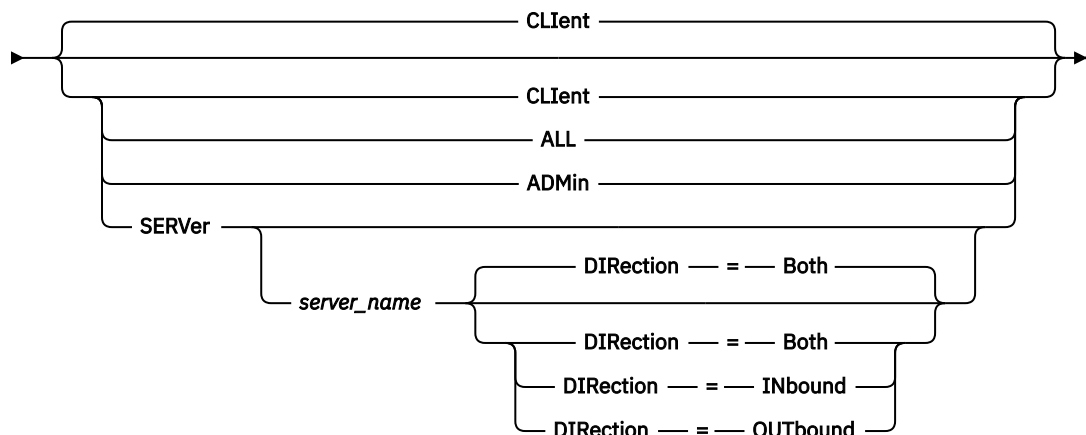 CLIent
CLIent
ALL
ADMin
SERVer
DIRection = Both
server_name
DIRection = Both
DIRection = INbound
DIRection = OUTbound